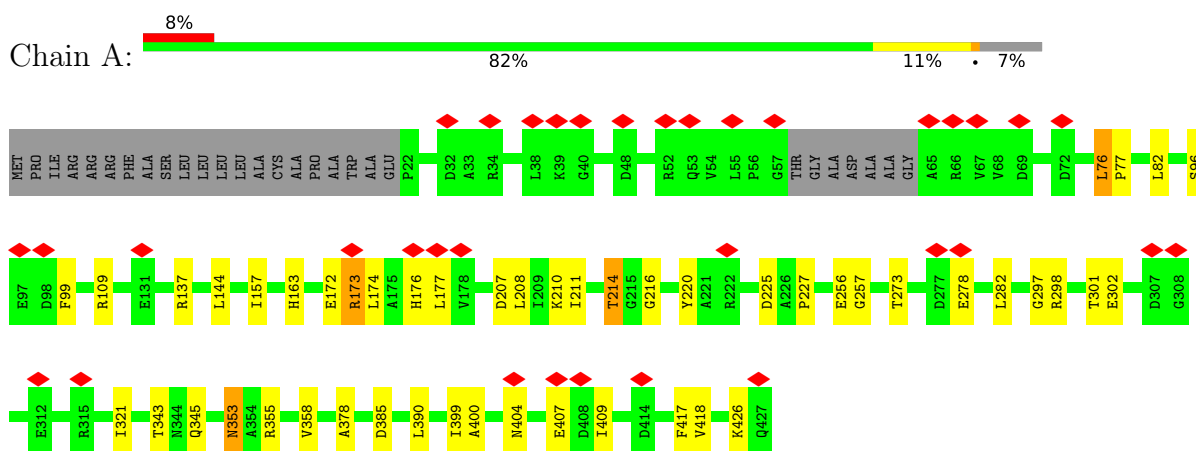 8%
Chain A:
82% 11% • 7%
MET PRO ILE ARG ARG ARG PHE ALA SER LEU LEU LEU LEU LEU ALA CYS ALA PRO ALA TRP ALA GLU P22 D32 A33 R34 L38 K39 G40 D48 R52 Q53 V54 L55 P56 G57 THR GLY ALA ASP ALA ALA GLY A65 R66 V67 V68 D69 D72 L76 P77 L82 S96
E97 D98 F99 R109 E131 R137 L144 I157 H163 E172 R173 L174 A175 H176 L177 V178 D207 L208 I209 K210 I211 T214 G215 G216 Y220 A221 R222 D225 A226 P227 E256 G257 T273 D277 E278 L282 G297 R298 T301 E302 D307 G308
E312 R315 I321 T343 N344 Q345 N353 A354 R355 V358 A378 D385 L390 I399 A400 N404 E407 D408 I409 D414 F417 V418 K426 Q427